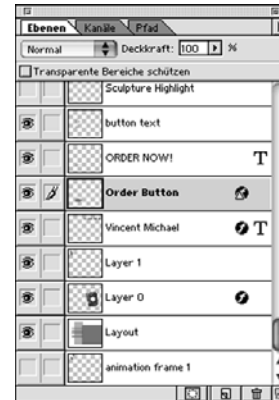 Ebenen Kanäle Pfad
Normal Deckkraft: 100 %
Transparente Bereiche schützen
Sculpture Highlight
button text
ORDER NOW! T
Order Button
Vincent Michael T
Layer 1
Layer 0
Layout
animation frame 1